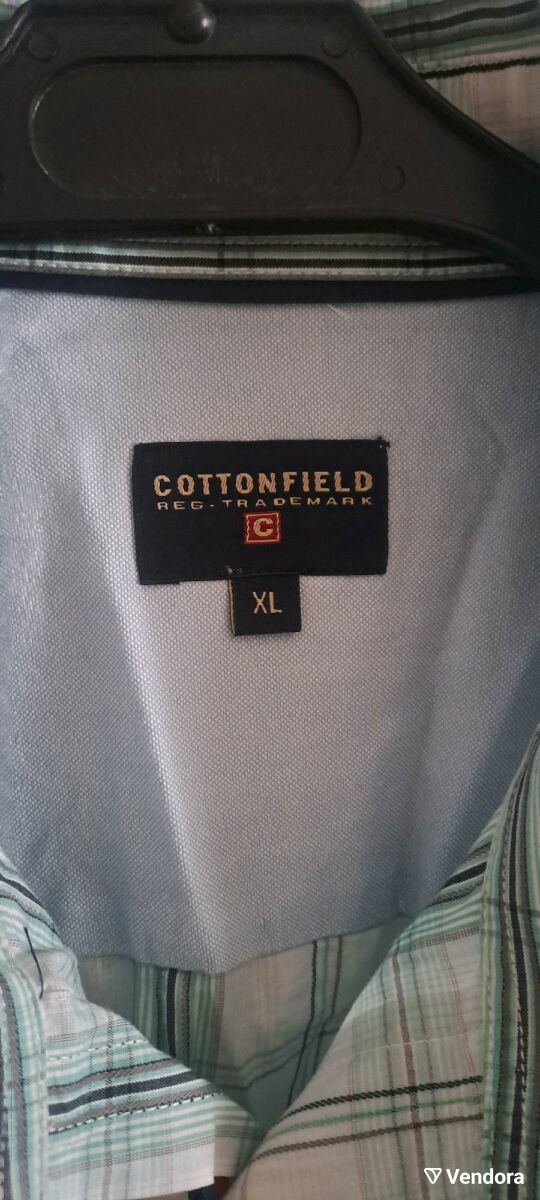 COTTONFIELD
REG. TRADEMARK
C
XL
Vendora